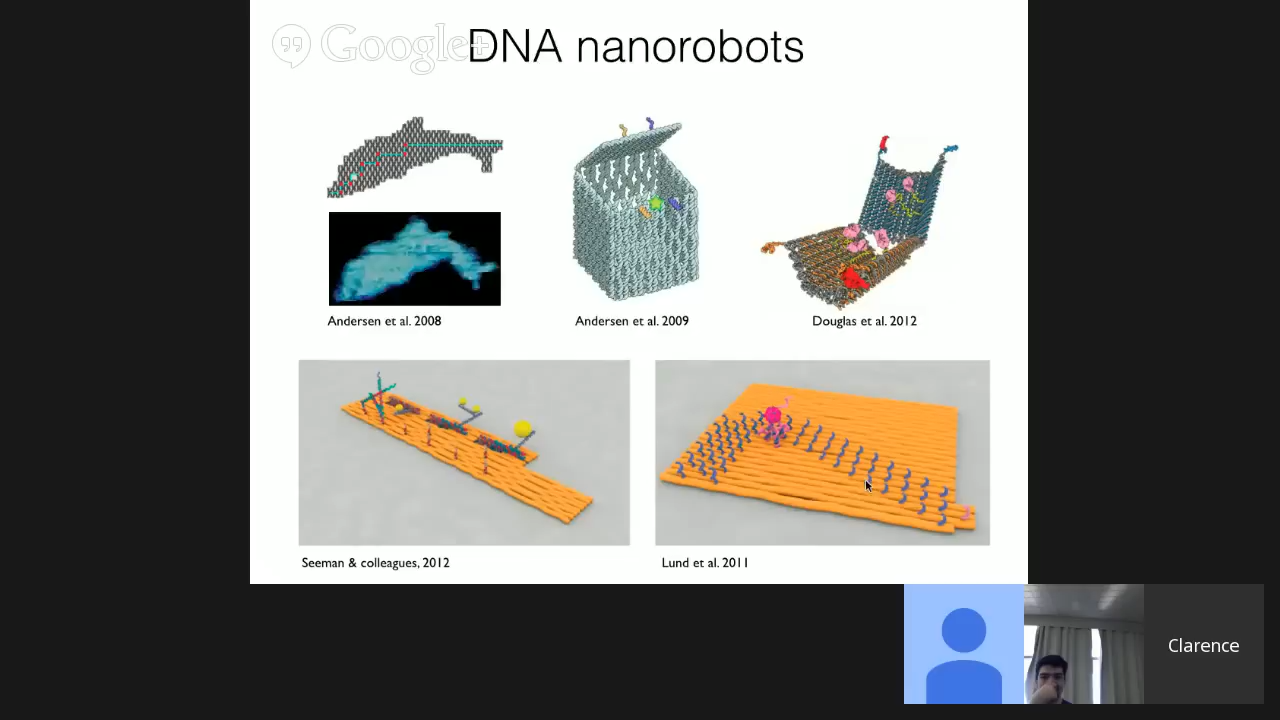 Google+
DNA nanorobots
Andersen et al. 2008
Andersen et al. 2009
Douglas et al. 2012
Seeman & colleagues, 2012
Lund et al. 2011
Clarence